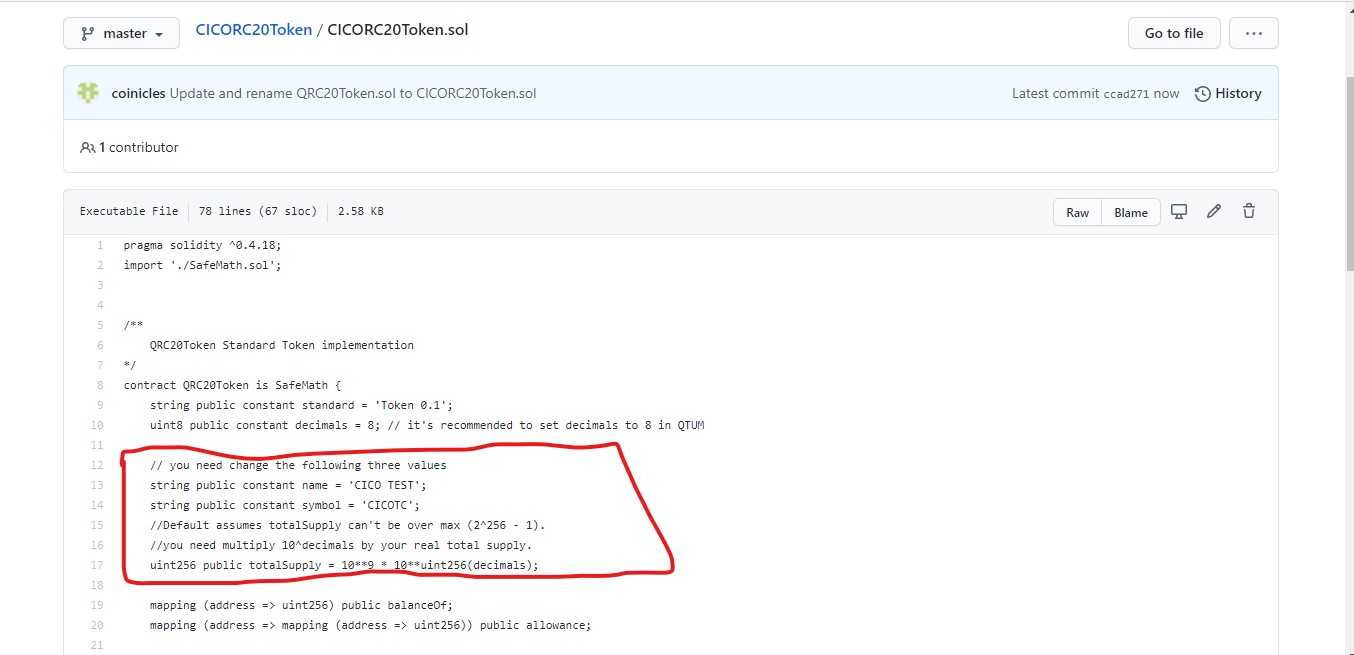 master
CICORC20Token / CICORC20Token.sol
Go to file
...
coinicles Update and rename QRC20Token.sol to CICORC20Token.sol
Latest commit ccad271 now
History
1 contributor
Executable File
78 lines (67 sloc)
2.58 KB
Raw
Blame
1 pragma solidity ^0.4.18;
2 import './SafeMath.sol';
3
4
5 /**
6 QRC20Token Standard Token implementation
7 */
8 contract QRC20Token is SafeMath {
9 string public constant standard = 'Token 0.1';
10 uint8 public constant decimals = 8; // it's recommended to set decimals to 8 in QTUM
11
12 // you need change the following three values
13 string public constant name = 'CICO TEST';
14 string public constant symbol = 'CICOTC';
15 //Default assumes totalSupply can't be over max (2^256 - 1).
16 //you need multiply 10^decimals by your real total supply.
17 uint256 public totalSupply = 10**9 * 10**uint256(decimals);
18
19 mapping (address => uint256) public balanceOf;
20 mapping (address => mapping (address => uint256)) public allowance;
21